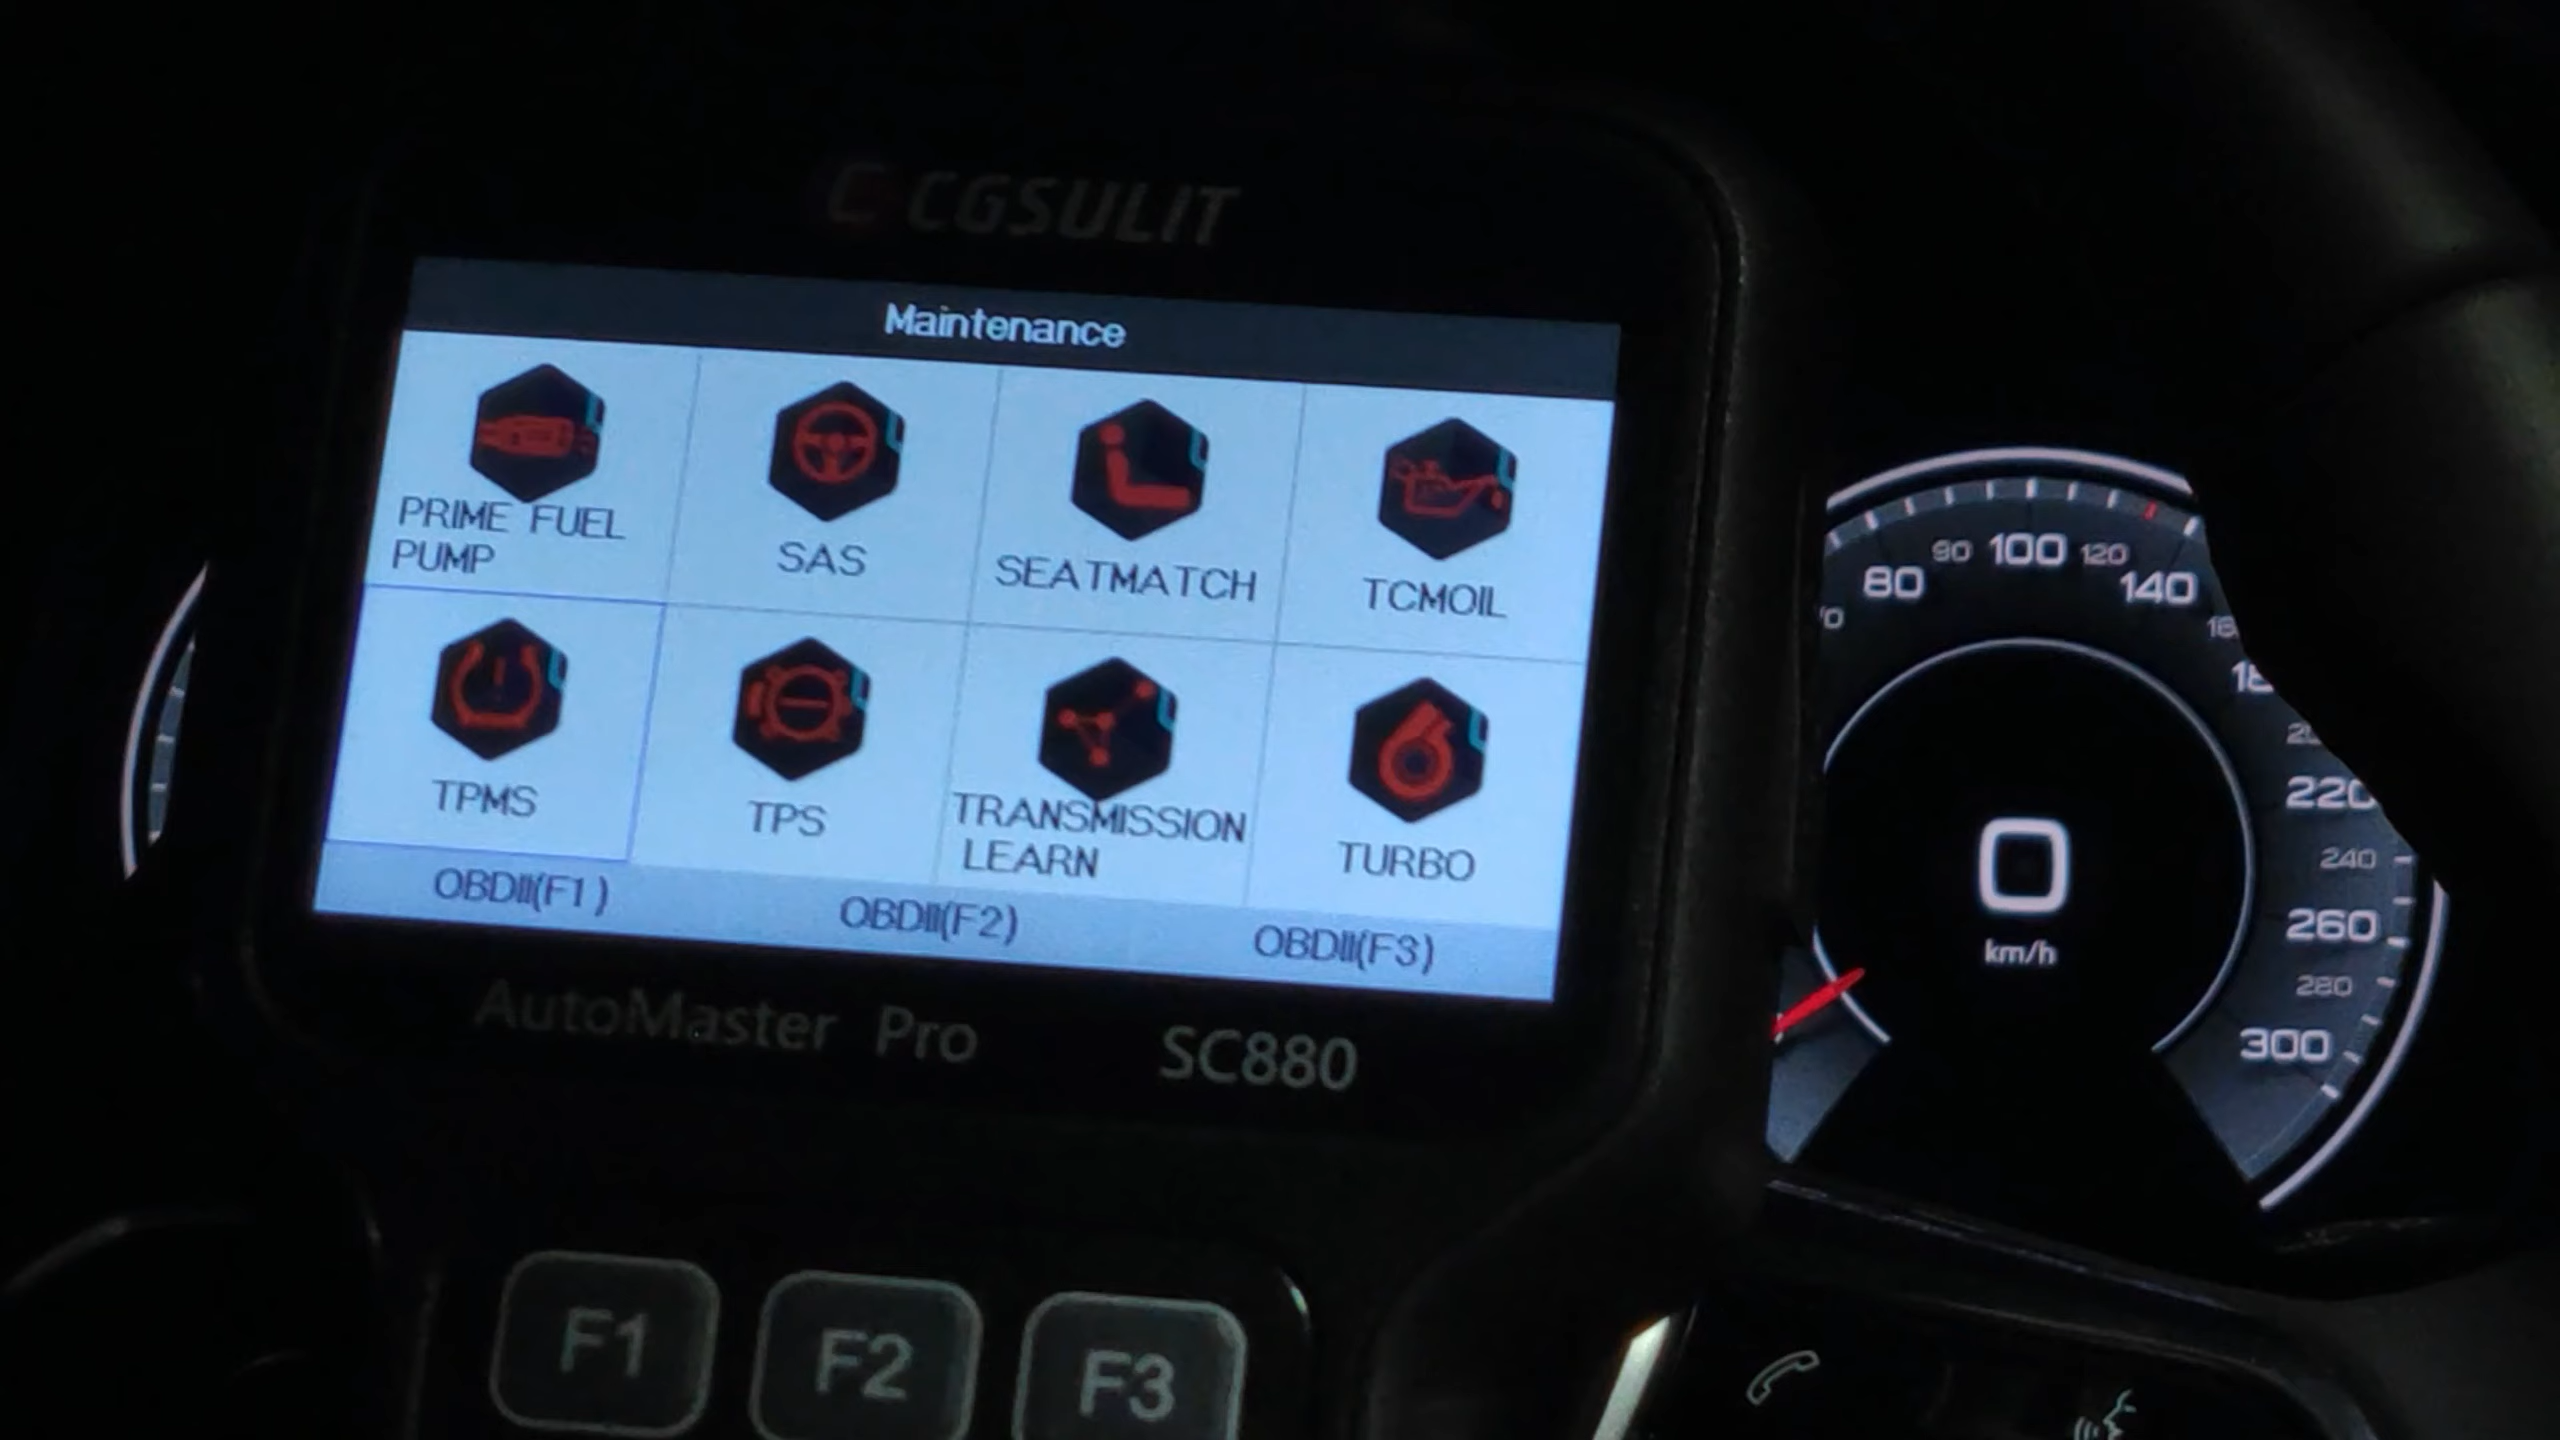 CGSULIT
Maintenance
PRIME FUEL
PUMP
SAS
SEATMATCH
TCMOIL
TPMS
TPS
TRANSMISSION
LEARN
TURBO
OBDII(F1)
OBDII(F2)
OBDII(F3)
AutoMaster Pro
SC880
F1
F2
F3
80
90
100
120
140
220
240
260
280
300
0
km/h